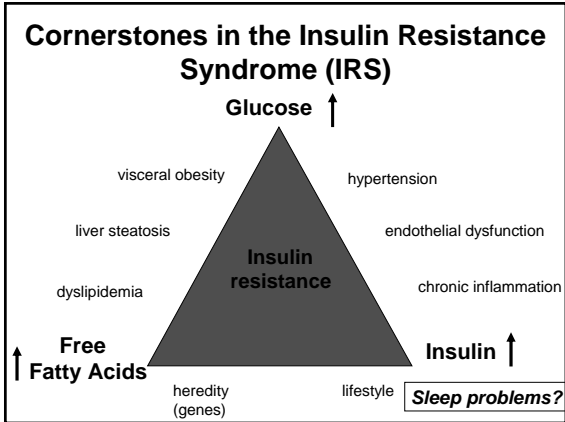 Cornerstones in the Insulin Resistance
Syndrome (IRS)
Glucose ↑
visceral obesity
hypertension
liver steatosis
endothelial dysfunction
Insulin
resistance
dyslipidemia
chronic inflammation
↑ Free
Fatty Acids
Insulin ↑
heredity
(genes)
lifestyle
Sleep problems?